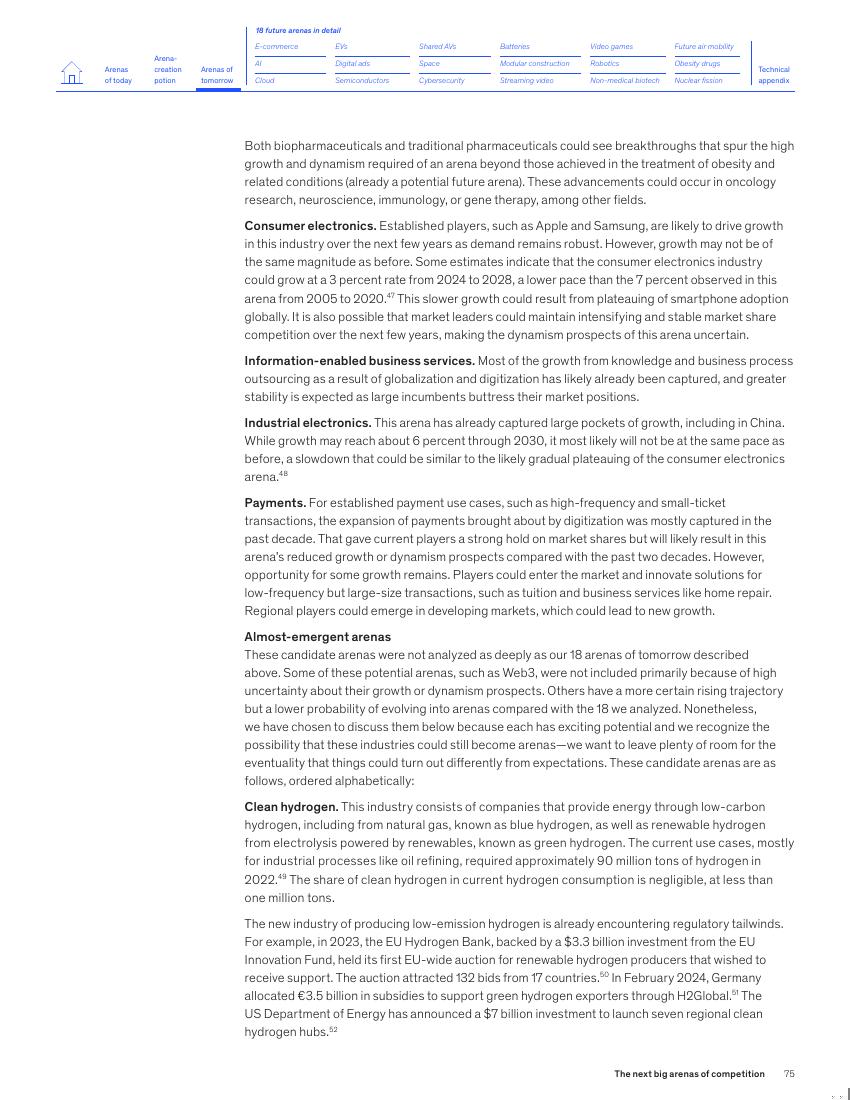 18 future arenas in detail
E-commerce EVs Shared AVs Batteries Video games Future air mobility
Arenas of today
Arena-creation potion
Arenas of tomorrow
AI Digital ads Space Modular construction Robotics Obesity drugs
Cloud Semiconductors Cybersecurity Streaming video Non-medical biotech Nuclear fission
Technical appendix
Both biopharmaceuticals and traditional pharmaceuticals could see breakthroughs that spur the high
growth and dynamism required of an arena beyond those achieved in the treatment of obesity and
related conditions (already a potential future arena). These advancements could occur in oncology
research, neuroscience, immunology, or gene therapy, among other fields.
Consumer electronics. Established players, such as Apple and Samsung, are likely to drive growth
in this industry over the next few years as demand remains robust. However, growth may not be of
the same magnitude as before. Some estimates indicate that the consumer electronics industry
could grow at a 3 percent rate from 2024 to 2028, a lower pace than the 7 percent observed in this
arena from 2005 to 2020.47 This slower growth could result from plateauing of smartphone adoption
globally. It is also possible that market leaders could maintain intensifying and stable market share
competition over the next few years, making the dynamism prospects of this arena uncertain.
Information-enabled business services. Most of the growth from knowledge and business process
outsourcing as a result of globalization and digitization has likely already been captured, and greater
stability is expected as large incumbents buttress their market positions.
Industrial electronics. This arena has already captured large pockets of growth, including in China.
While growth may reach about 6 percent through 2030, it most likely will not be at the same pace as
before, a slowdown that could be similar to the likely gradual plateauing of the consumer electronics
arena.48
Payments. For established payment use cases, such as high-frequency and small-ticket
transactions, the expansion of payments brought about by digitization was mostly captured in the
past decade. That gave current players a strong hold on market shares but will likely result in this
arena's reduced growth or dynamism prospects compared with the past two decades. However,
opportunity for some growth remains. Players could enter the market and innovate solutions for
low-frequency but large-size transactions, such as tuition and business services like home repair.
Regional players could emerge in developing markets, which could lead to new growth.
Almost-emergent arenas
These candidate arenas were not analyzed as deeply as our 18 arenas of tomorrow described
above. Some of these potential arenas, such as Web3, were not included primarily because of high
uncertainty about their growth or dynamism prospects. Others have a more certain rising trajectory
but a lower probability of evolving into arenas compared with the 18 we analyzed. Nonetheless,
we have chosen to discuss them below because each has exciting potential and we recognize the
possibility that these industries could still become arenas—we want to leave plenty of room for the
eventuality that things could turn out differently from expectations. These candidate arenas are as
follows, ordered alphabetically:
Clean hydrogen. This industry consists of companies that provide energy through low-carbon
hydrogen, including from natural gas, known as blue hydrogen, as well as renewable hydrogen
from electrolysis powered by renewables, known as green hydrogen. The current use cases, mostly
for industrial processes like oil refining, required approximately 90 million tons of hydrogen in
2022.49 The share of clean hydrogen in current hydrogen consumption is negligible, at less than
one million tons.
The new industry of producing low-emission hydrogen is already encountering regulatory tailwinds.
For example, in 2023, the EU Hydrogen Bank, backed by a $3.3 billion investment from the EU
Innovation Fund, held its first EU-wide auction for renewable hydrogen producers that wished to
receive support. The auction attracted 132 bids from 17 countries.50 In February 2024, Germany
allocated €3.5 billion in subsidies to support green hydrogen exporters through H2Global.51 The
US Department of Energy has announced a $7 billion investment to launch seven regional clean
hydrogen hubs.52
The next big arenas of competition 75